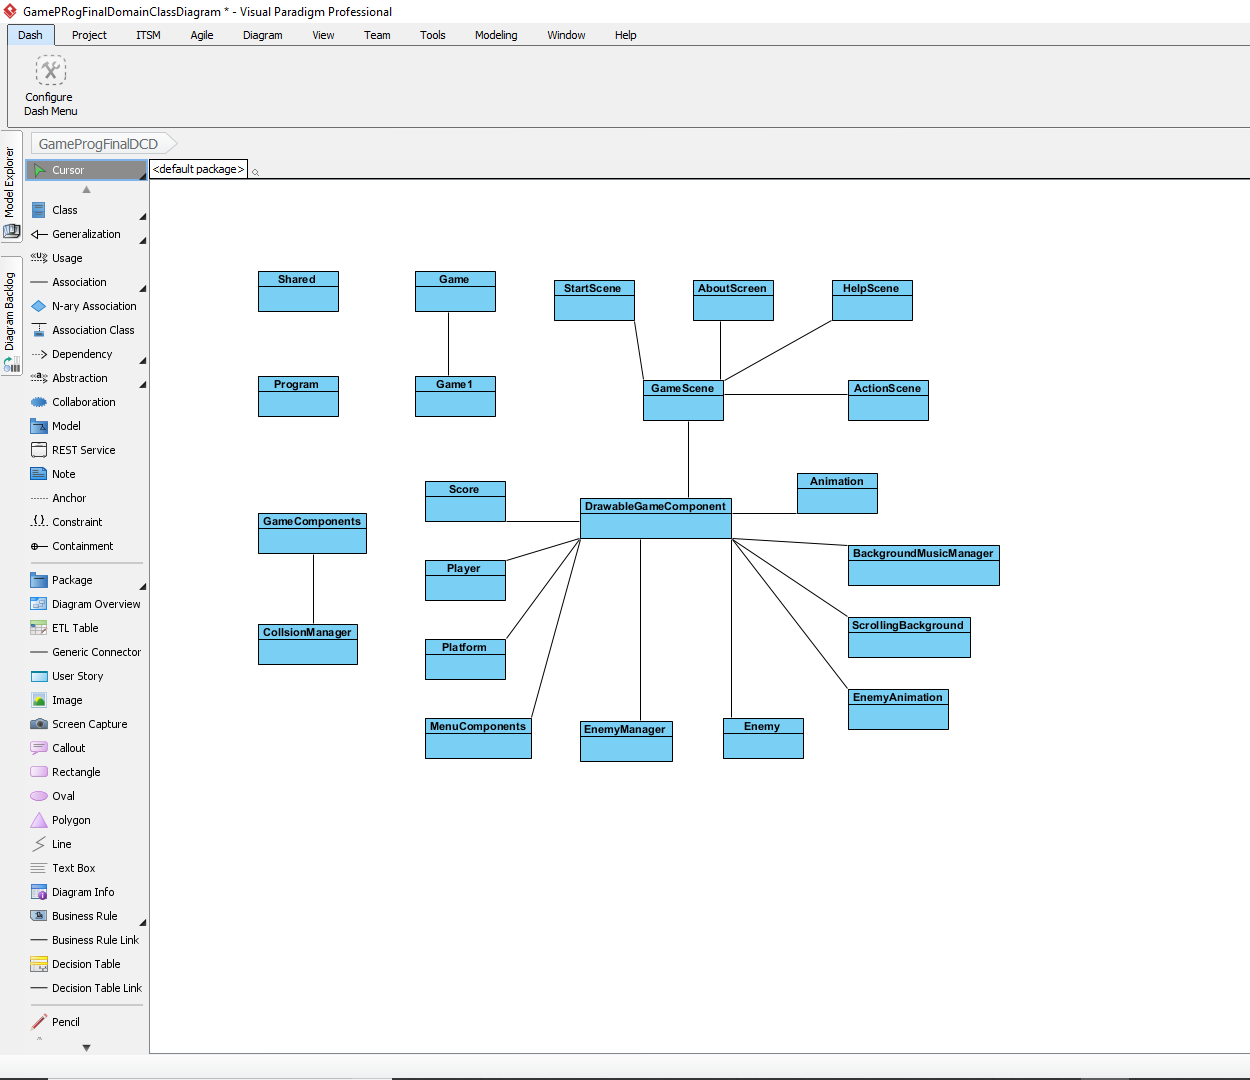 GamePRogFinalDomainClassDiagram * - Visual Paradigm Professional
Dash Project ITSM Agile Diagram View Team Tools Modeling Window Help
Configure
Dash Menu
GameProgFinalDCD
Model Explorer
Diagram Backlog
<default package>
Cursor
Class
Generalization
Usage
Association
N-ary Association
Association Class
Dependency
Abstraction
Collaboration
Model
REST Service
Note
Anchor
Constraint
Containment
Package
Diagram Overview
ETL Table
Generic Connector
User Story
Image
Screen Capture
Callout
Rectangle
Oval
Polygon
Line
Text Box
Diagram Info
Business Rule
Business Rule Link
Decision Table
Decision Table Link
Pencil
Shared
Game
StartScene
AboutScreen
HelpScene
Program
Game1
GameScene
ActionScene
Score
Animation
DrawableGameComponent
GameComponents
BackgroundMusicManager
Player
CollsionManager
ScrollingBackground
Platform
EnemyAnimation
MenuComponents
EnemyManager
Enemy